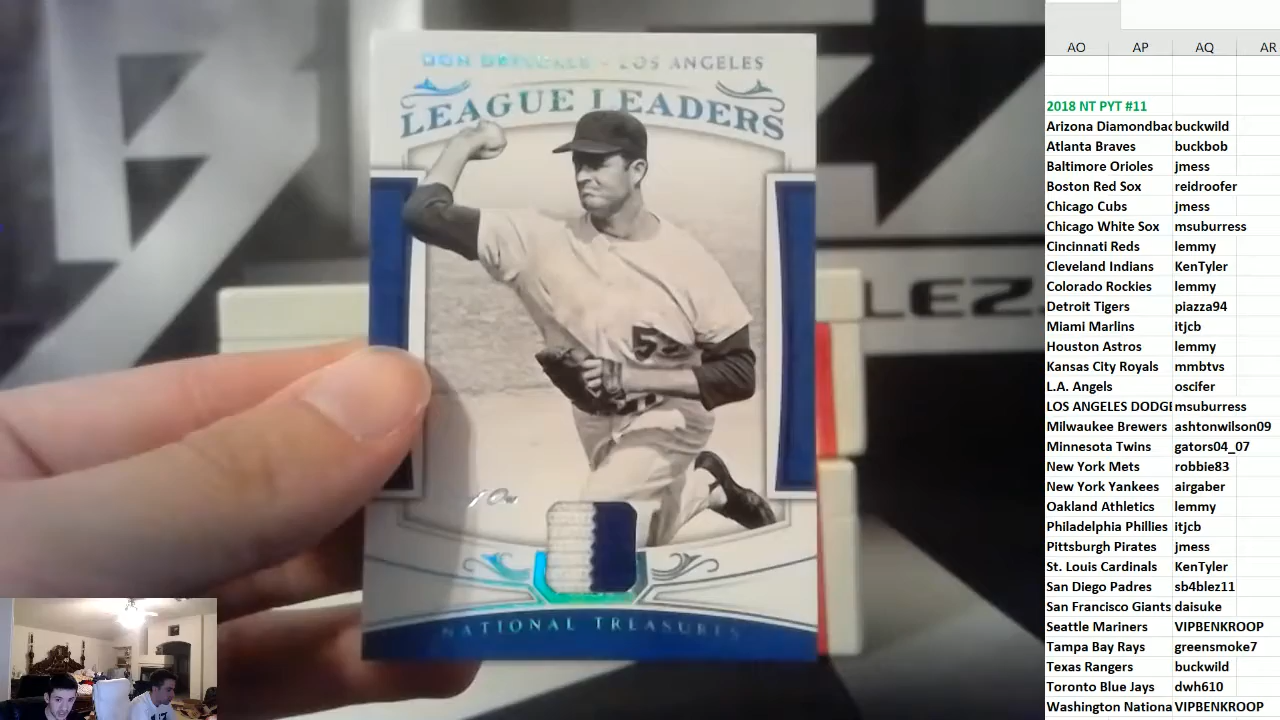 DON DRYSDALE - LOS ANGELES
LEAGUE LEADERS
53
NATIONAL TREASURES
LEZ
AO AP AQ AR
2018 NT PYT #11
Arizona Diamondbac buckwild
Atlanta Braves buckbob
Baltimore Orioles jmess
Boston Red Sox reidroofer
Chicago Cubs jmess
Chicago White Sox msuburress
Cincinnati Reds lemmy
Cleveland Indians KenTyler
Colorado Rockies lemmy
Detroit Tigers piazza94
Miami Marlins itjcb
Houston Astros lemmy
Kansas City Royals mmbtvs
L.A. Angels oscifer
LOS ANGELES DODGE msuburress
Milwaukee Brewers ashtonwilson09
Minnesota Twins gators04_07
New York Mets robbie83
New York Yankees airgaber
Oakland Athletics lemmy
Philadelphia Phillies itjcb
Pittsburgh Pirates jmess
St. Louis Cardinals KenTyler
San Diego Padres sb4blez11
San Francisco Giants daisuke
Seattle Mariners VIPBENKROOP
Tampa Bay Rays greensmoke7
Texas Rangers buckwild
Toronto Blue Jays dwh610
Washington Nationa VIPBENKROOP